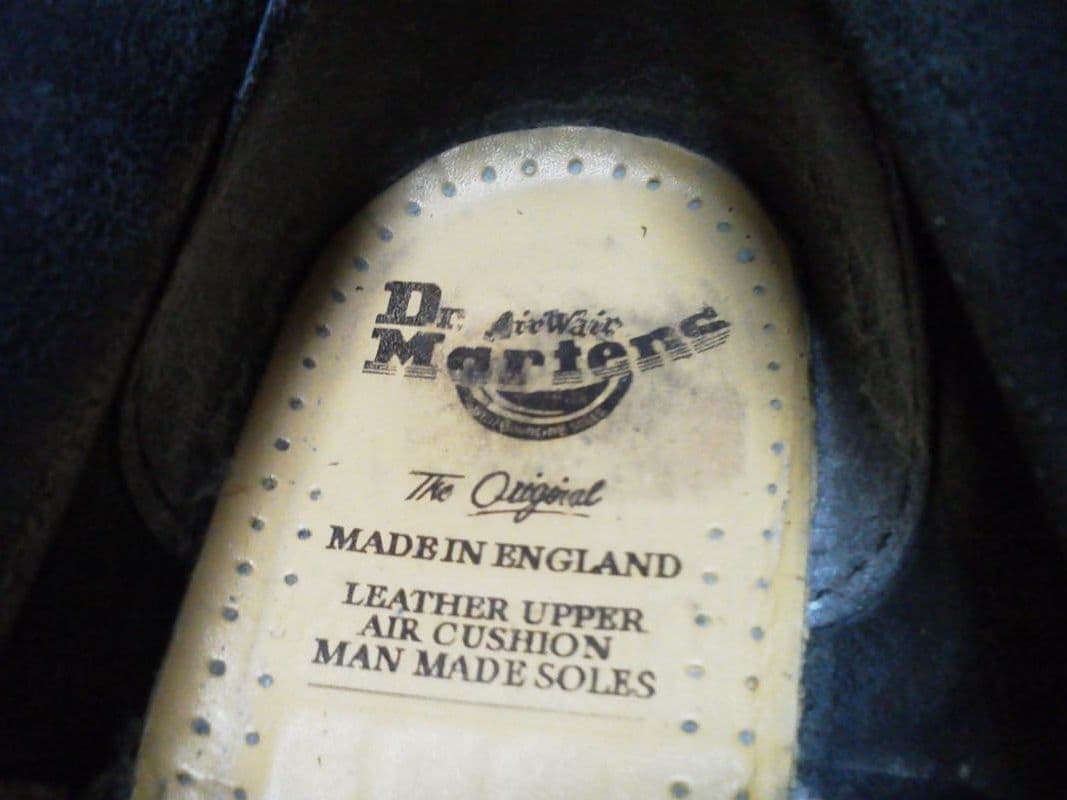 Dr. AirWair
Martens
The Original
MADE IN ENGLAND
LEATHER UPPER
AIR CUSHION
MAN MADE SOLES